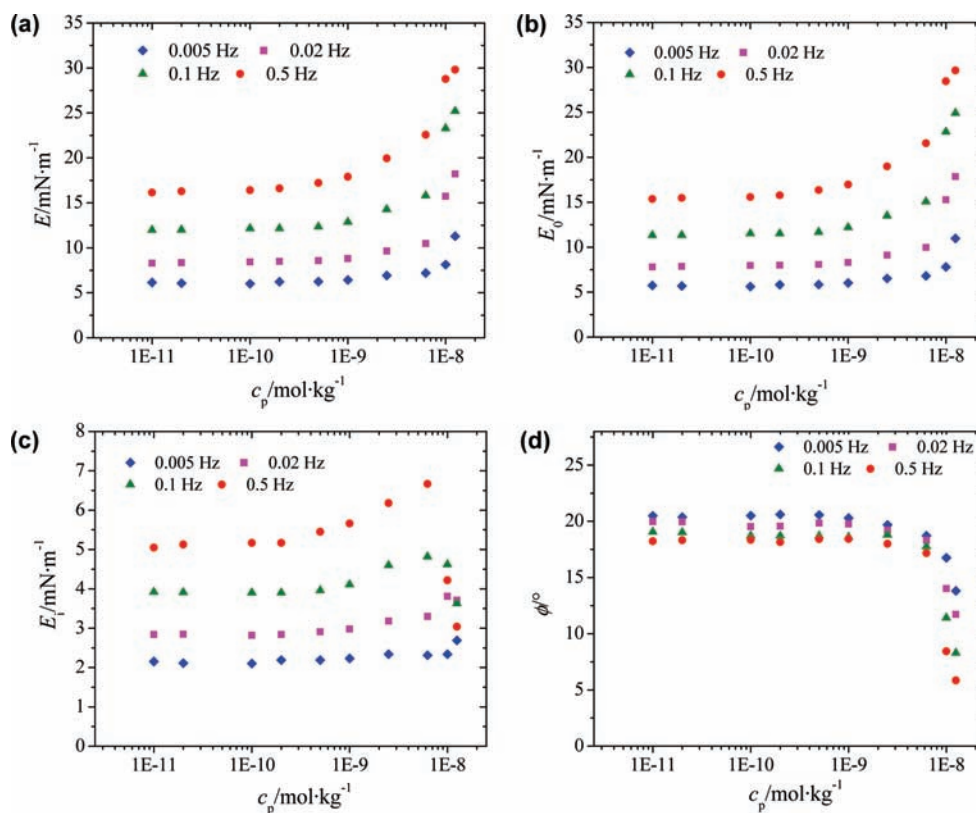 (a)
0.005 Hz 0.02 Hz
0.1 Hz 0.5 Hz
E/mN·m⁻¹
35
30
25
20
15
10
5
0
1E-11 1E-10 1E-9 1E-8
cₚ/mol·kg⁻¹
(b)
0.005 Hz 0.02 Hz
0.1 Hz 0.5 Hz
E₀/mN·m⁻¹
35
30
25
20
15
10
5
0
1E-11 1E-10 1E-9 1E-8
cₚ/mol·kg⁻¹
(c)
0.005 Hz 0.02 Hz
0.1 Hz 0.5 Hz
Eᵢ/mN·m⁻¹
8
7
6
5
4
3
2
1
0
1E-11 1E-10 1E-9 1E-8
cₚ/mol·kg⁻¹
(d)
0.005 Hz 0.02 Hz
0.1 Hz 0.5 Hz
ϕ/°
25
20
15
10
5
0
1E-11 1E-10 1E-9 1E-8
cₚ/mol·kg⁻¹